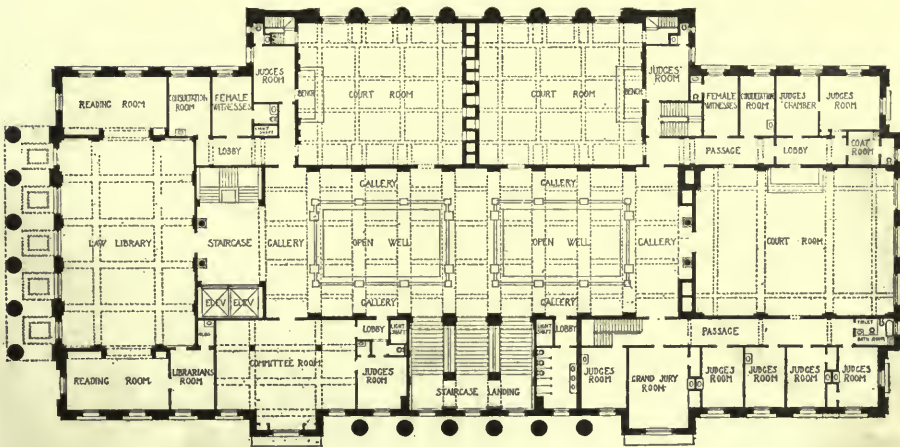 JUDGES
ROOM
BENCH
COURT ROOM
COURT ROOM
BENCH
JUDGES'
ROOM
READING ROOM
CONSULTATION
ROOM
FEMALE
WITNESSES
LIGHT
SHAFT
LOBBY
FEMALE
WITNESSES
CONSULTATION
ROOM
JUDGES
CHAMBER
JUDGES
ROOM
PASSAGE
LOBBY
COAT
ROOM
LAW LIBRARY
STAIRCASE
GALLERY
GALLERY
OPEN WELL
GALLERY
GALLERY
OPEN WELL
GALLERY
GALLERY
COURT ROOM
ELEV
ELEV
READING ROOM
LIBRARIANS
ROOM
COMMITTEE ROOM
LOBBY
LIGHT
SHAFT
JUDGES
ROOM
STAIRCASE LANDING
LIGHT
SHAFT
LOBBY
JUDGES
ROOM
PASSAGE
TOILET
BATH ROOM
GRAND JURY
ROOM
JUDGES
ROOM
JUDGES
ROOM
JUDGES
ROOM
JUDGES
ROOM